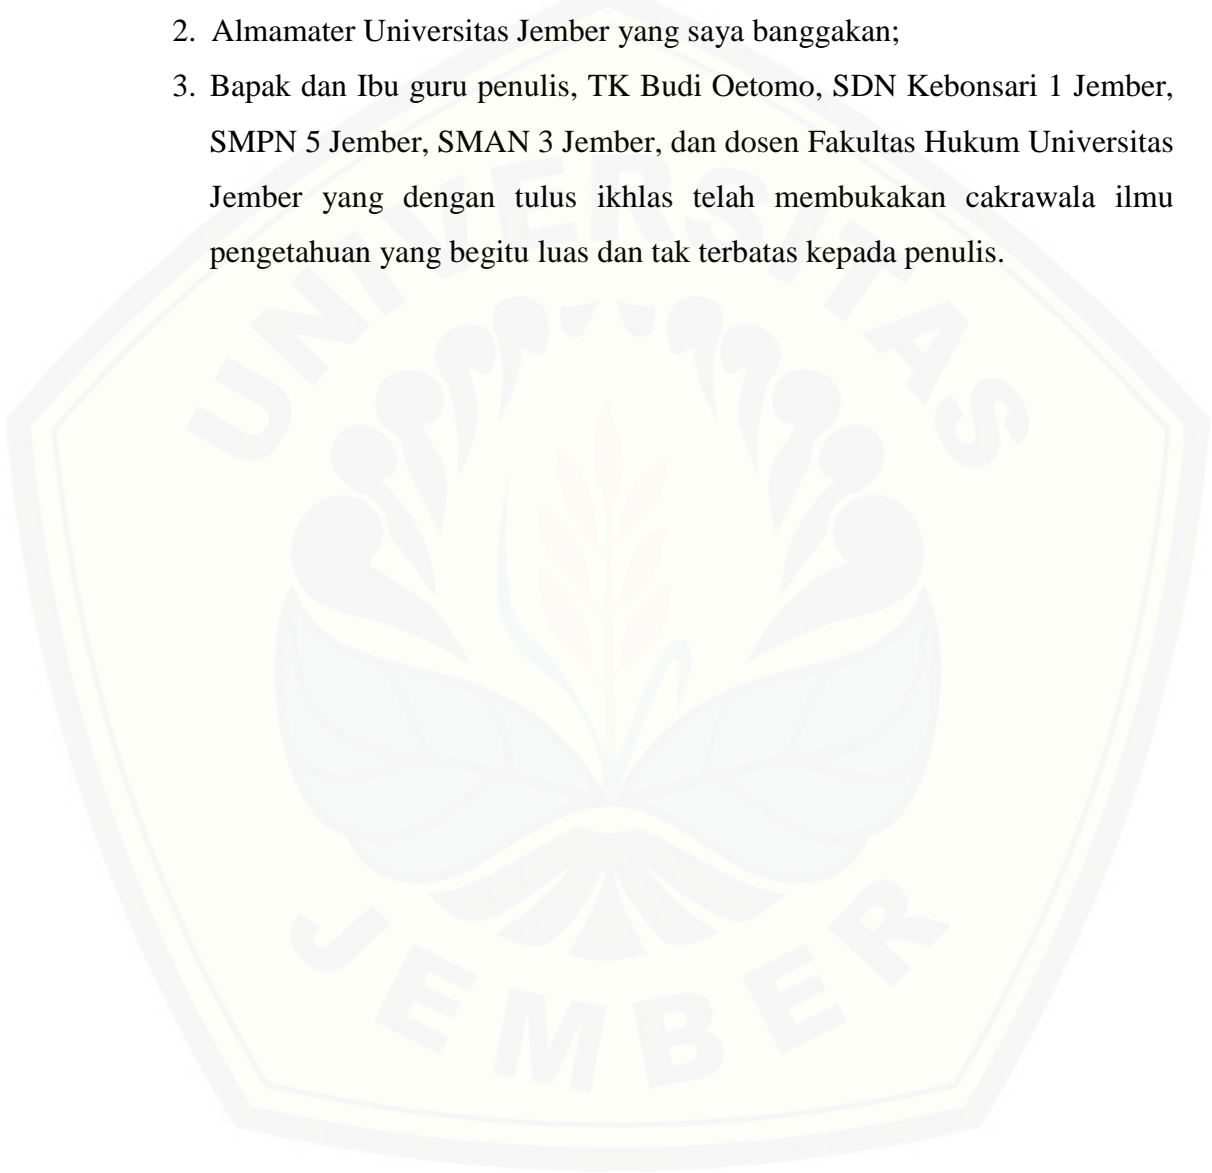 2. Almamater Universitas Jember yang saya banggakan;
3. Bapak dan Ibu guru penulis, TK Budi Oetomo, SDN Kebonsari 1 Jember,
SMPN 5 Jember, SMAN 3 Jember, dan dosen Fakultas Hukum Universitas
Jember yang dengan tulus ikhlas telah membukakan cakrawala ilmu
pengetahuan yang begitu luas dan tak terbatas kepada penulis.
UNIVERSITAS
JEMBER